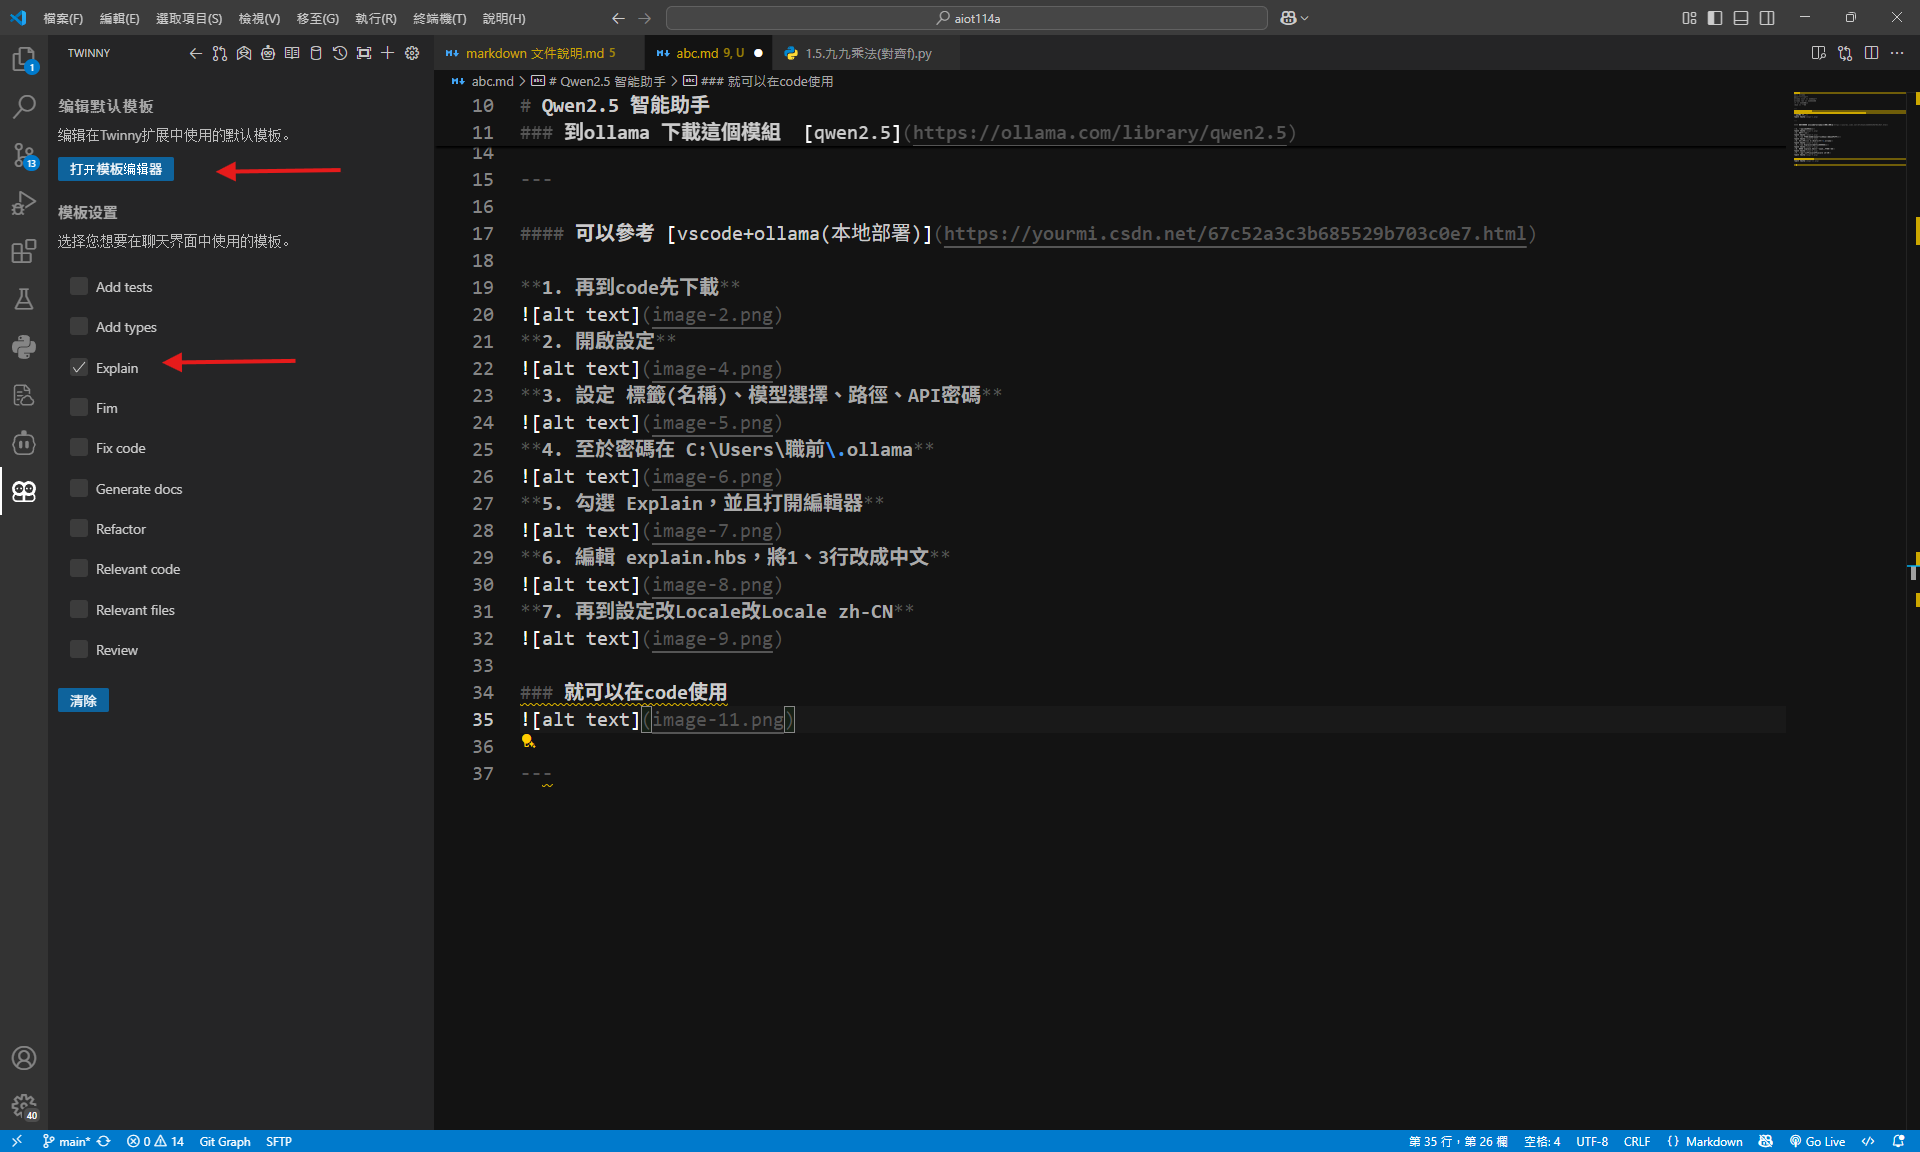 檔案(F) 編輯(E) 選取項目(S) 檢視(V) 移至(G) 執行(R) 終端機(T) 說明(H)
aiot114a
TWINNY
markdown 文件說明.md 5
abc.md 9, U
1.5.九九乘法(對齊f).py
abc.md > # Qwen2.5 智能助手 > ### 就可以在code使用
1
13
40
编辑默认模板
编辑在Twinny扩展中使用的默认模板。
打开模板编辑器
模板设置
选择您想要在聊天界面中使用的模板。
Add tests
Add types
Explain
Fim
Fix code
Generate docs
Refactor
Relevant code
Relevant files
Review
清除
10 # Qwen2.5 智能助手
11 ### 到ollama 下載這個模組 [qwen2.5](https://ollama.com/library/qwen2.5)
14
15 ---
16
17 #### 可以參考 [vscode+ollama(本地部署)](https://yourmi.csdn.net/67c52a3c3b685529b703c0e7.html)
18
19 **1. 再到code先下載**
20 ![alt text](image-2.png)
21 **2. 開啟設定**
22 ![alt text](image-4.png)
23 **3. 設定 標籤(名稱)、模型選擇、路徑、API密碼**
24 ![alt text](image-5.png)
25 **4. 至於密碼在 C:\Users\職前\.ollama**
26 ![alt text](image-6.png)
27 **5. 勾選 Explain，並且打開編輯器**
28 ![alt text](image-7.png)
29 **6. 編輯 explain.hbs，將1、3行改成中文**
30 ![alt text](image-8.png)
31 **7. 再到設定改Locale改Locale zh-CN**
32 ![alt text](image-9.png)
33
34 ### 就可以在code使用
35 ![alt text](image-11.png)
36
37 ---
main* 0 14 Git Graph SFTP
第 35 行，第 26 欄 空格: 4 UTF-8 CRLF {} Markdown Go Live